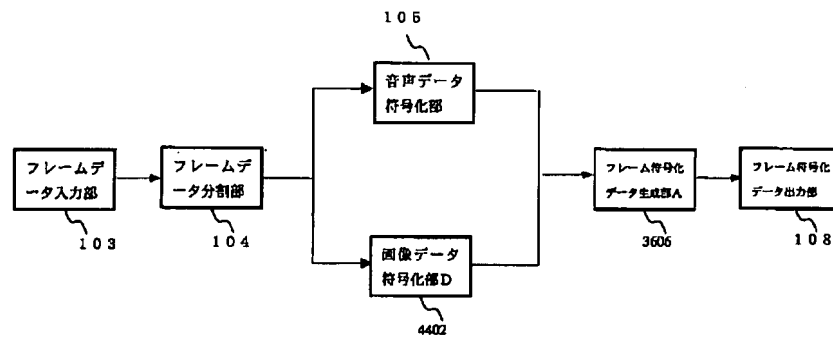 105
音声データ
符号化部
フレームデ
ータ入力部
103
フレームデ
ータ分割部
104
画像データ
符号化部D
4402
フレーム符号化
データ生成部A
3606
フレーム符号化
データ出力部
108